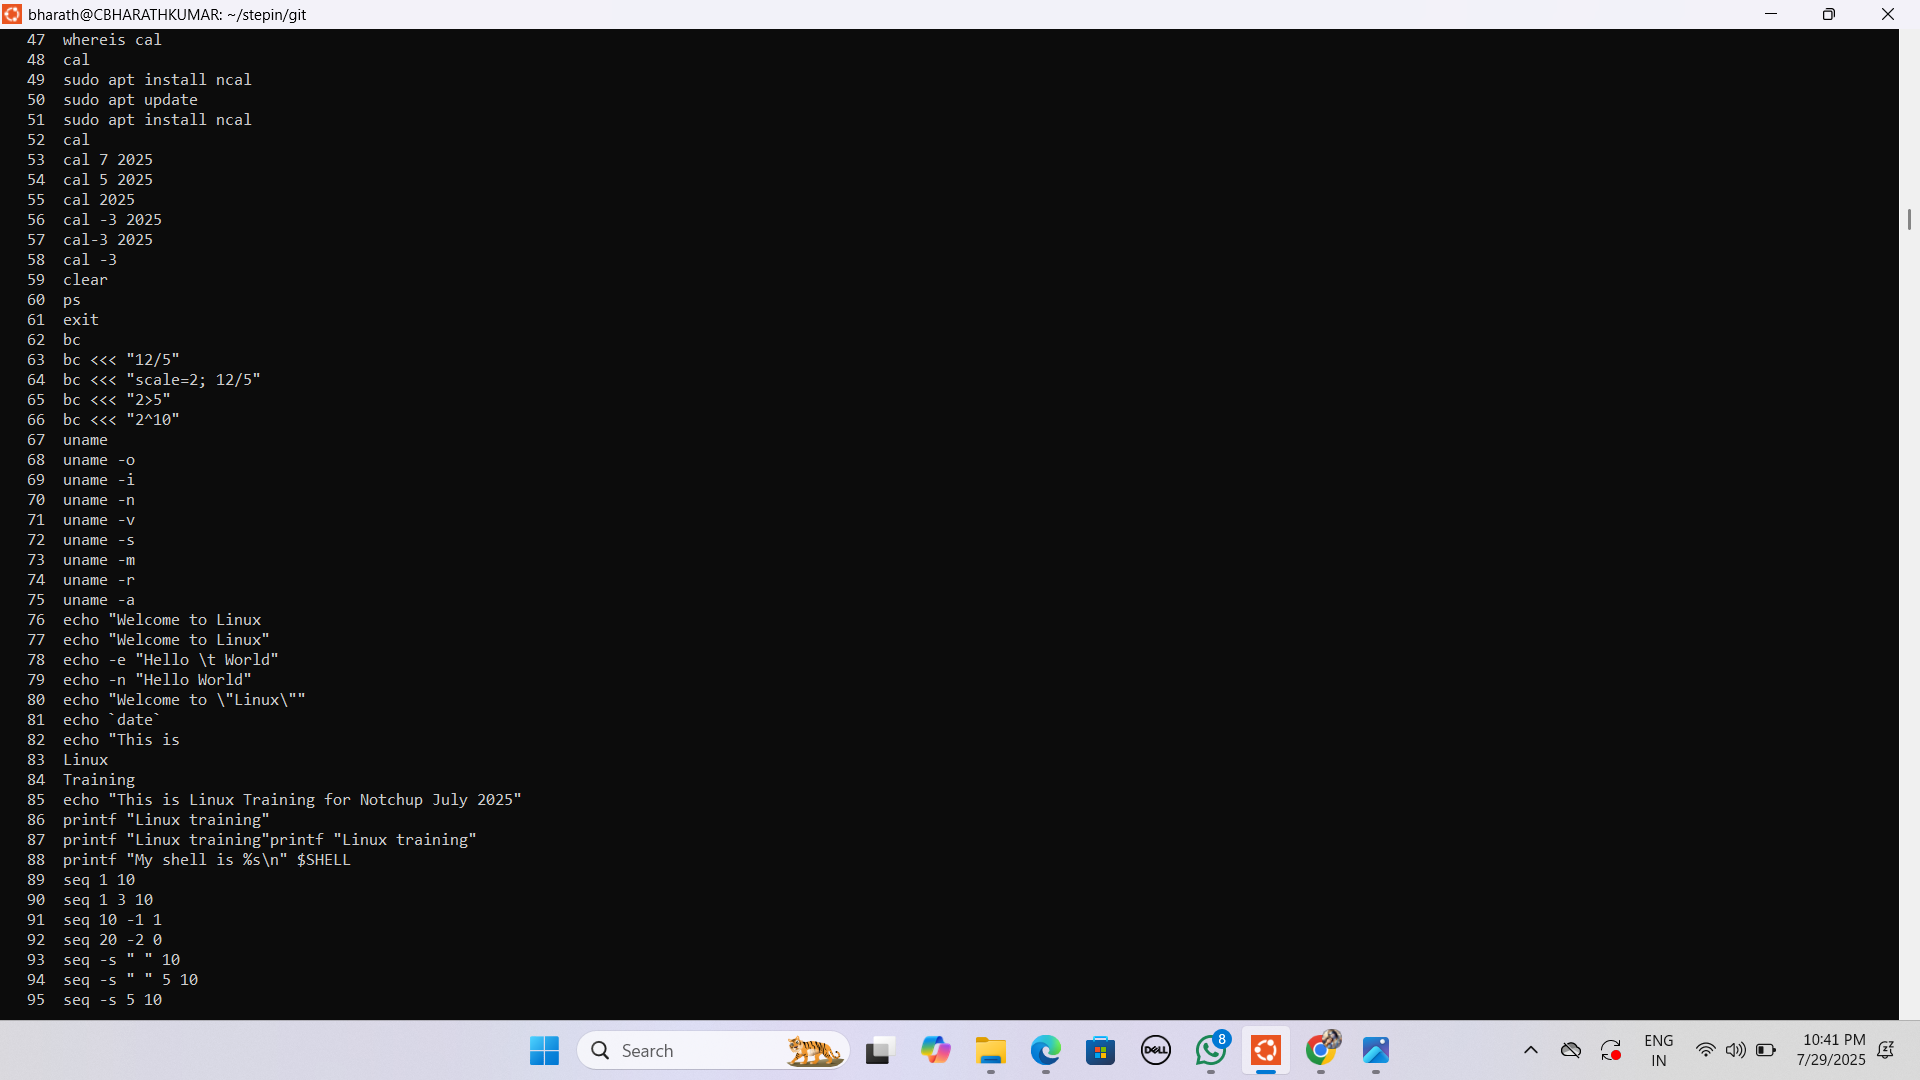 bharath@CBHARATHKUMAR: ~/stepin/git
47 whereis cal
48 cal
49 sudo apt install ncal
50 sudo apt update
51 sudo apt install ncal
52 cal
53 cal 7 2025
54 cal 5 2025
55 cal 2025
56 cal -3 2025
57 cal-3 2025
58 cal -3
59 clear
60 ps
61 exit
62 bc
63 bc <<< "12/5"
64 bc <<< "scale=2; 12/5"
65 bc <<< "2>5"
66 bc <<< "2^10"
67 uname
68 uname -o
69 uname -i
70 uname -n
71 uname -v
72 uname -s
73 uname -m
74 uname -r
75 uname -a
76 echo "Welcome to Linux
77 echo "Welcome to Linux"
78 echo -e "Hello \t World"
79 echo -n "Hello World"
80 echo "Welcome to \"Linux\""
81 echo `date`
82 echo "This is
83 Linux
84 Training
85 echo "This is Linux Training for Notchup July 2025"
86 printf "Linux training"
87 printf "Linux training"printf "Linux training"
88 printf "My shell is %s\n" $SHELL
89 seq 1 10
90 seq 1 3 10
91 seq 10 -1 1
92 seq 20 -2 0
93 seq -s " " 10
94 seq -s " " 5 10
95 seq -s 5 10
Search
DELL
8
ENG
IN
10:41 PM
7/29/2025